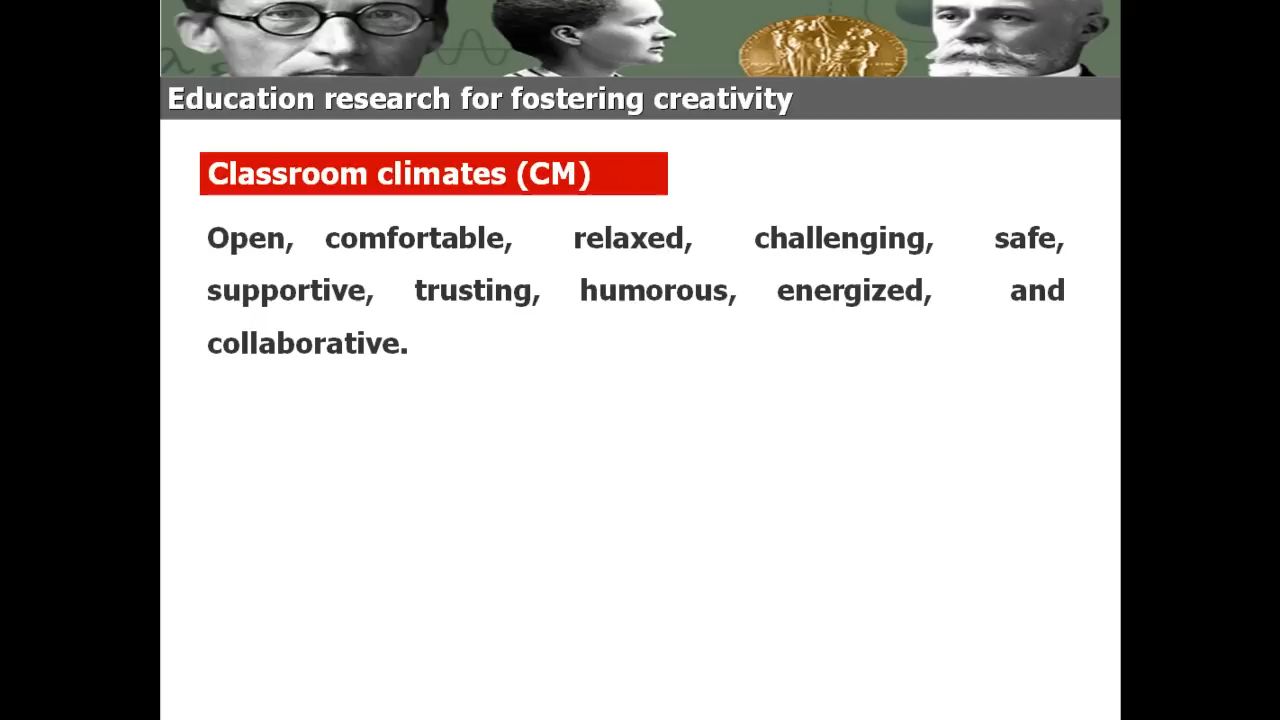 Education research for fostering creativity
Classroom climates (CM)
Open, comfortable, relaxed, challenging, safe,
supportive, trusting, humorous, energized, and
collaborative.